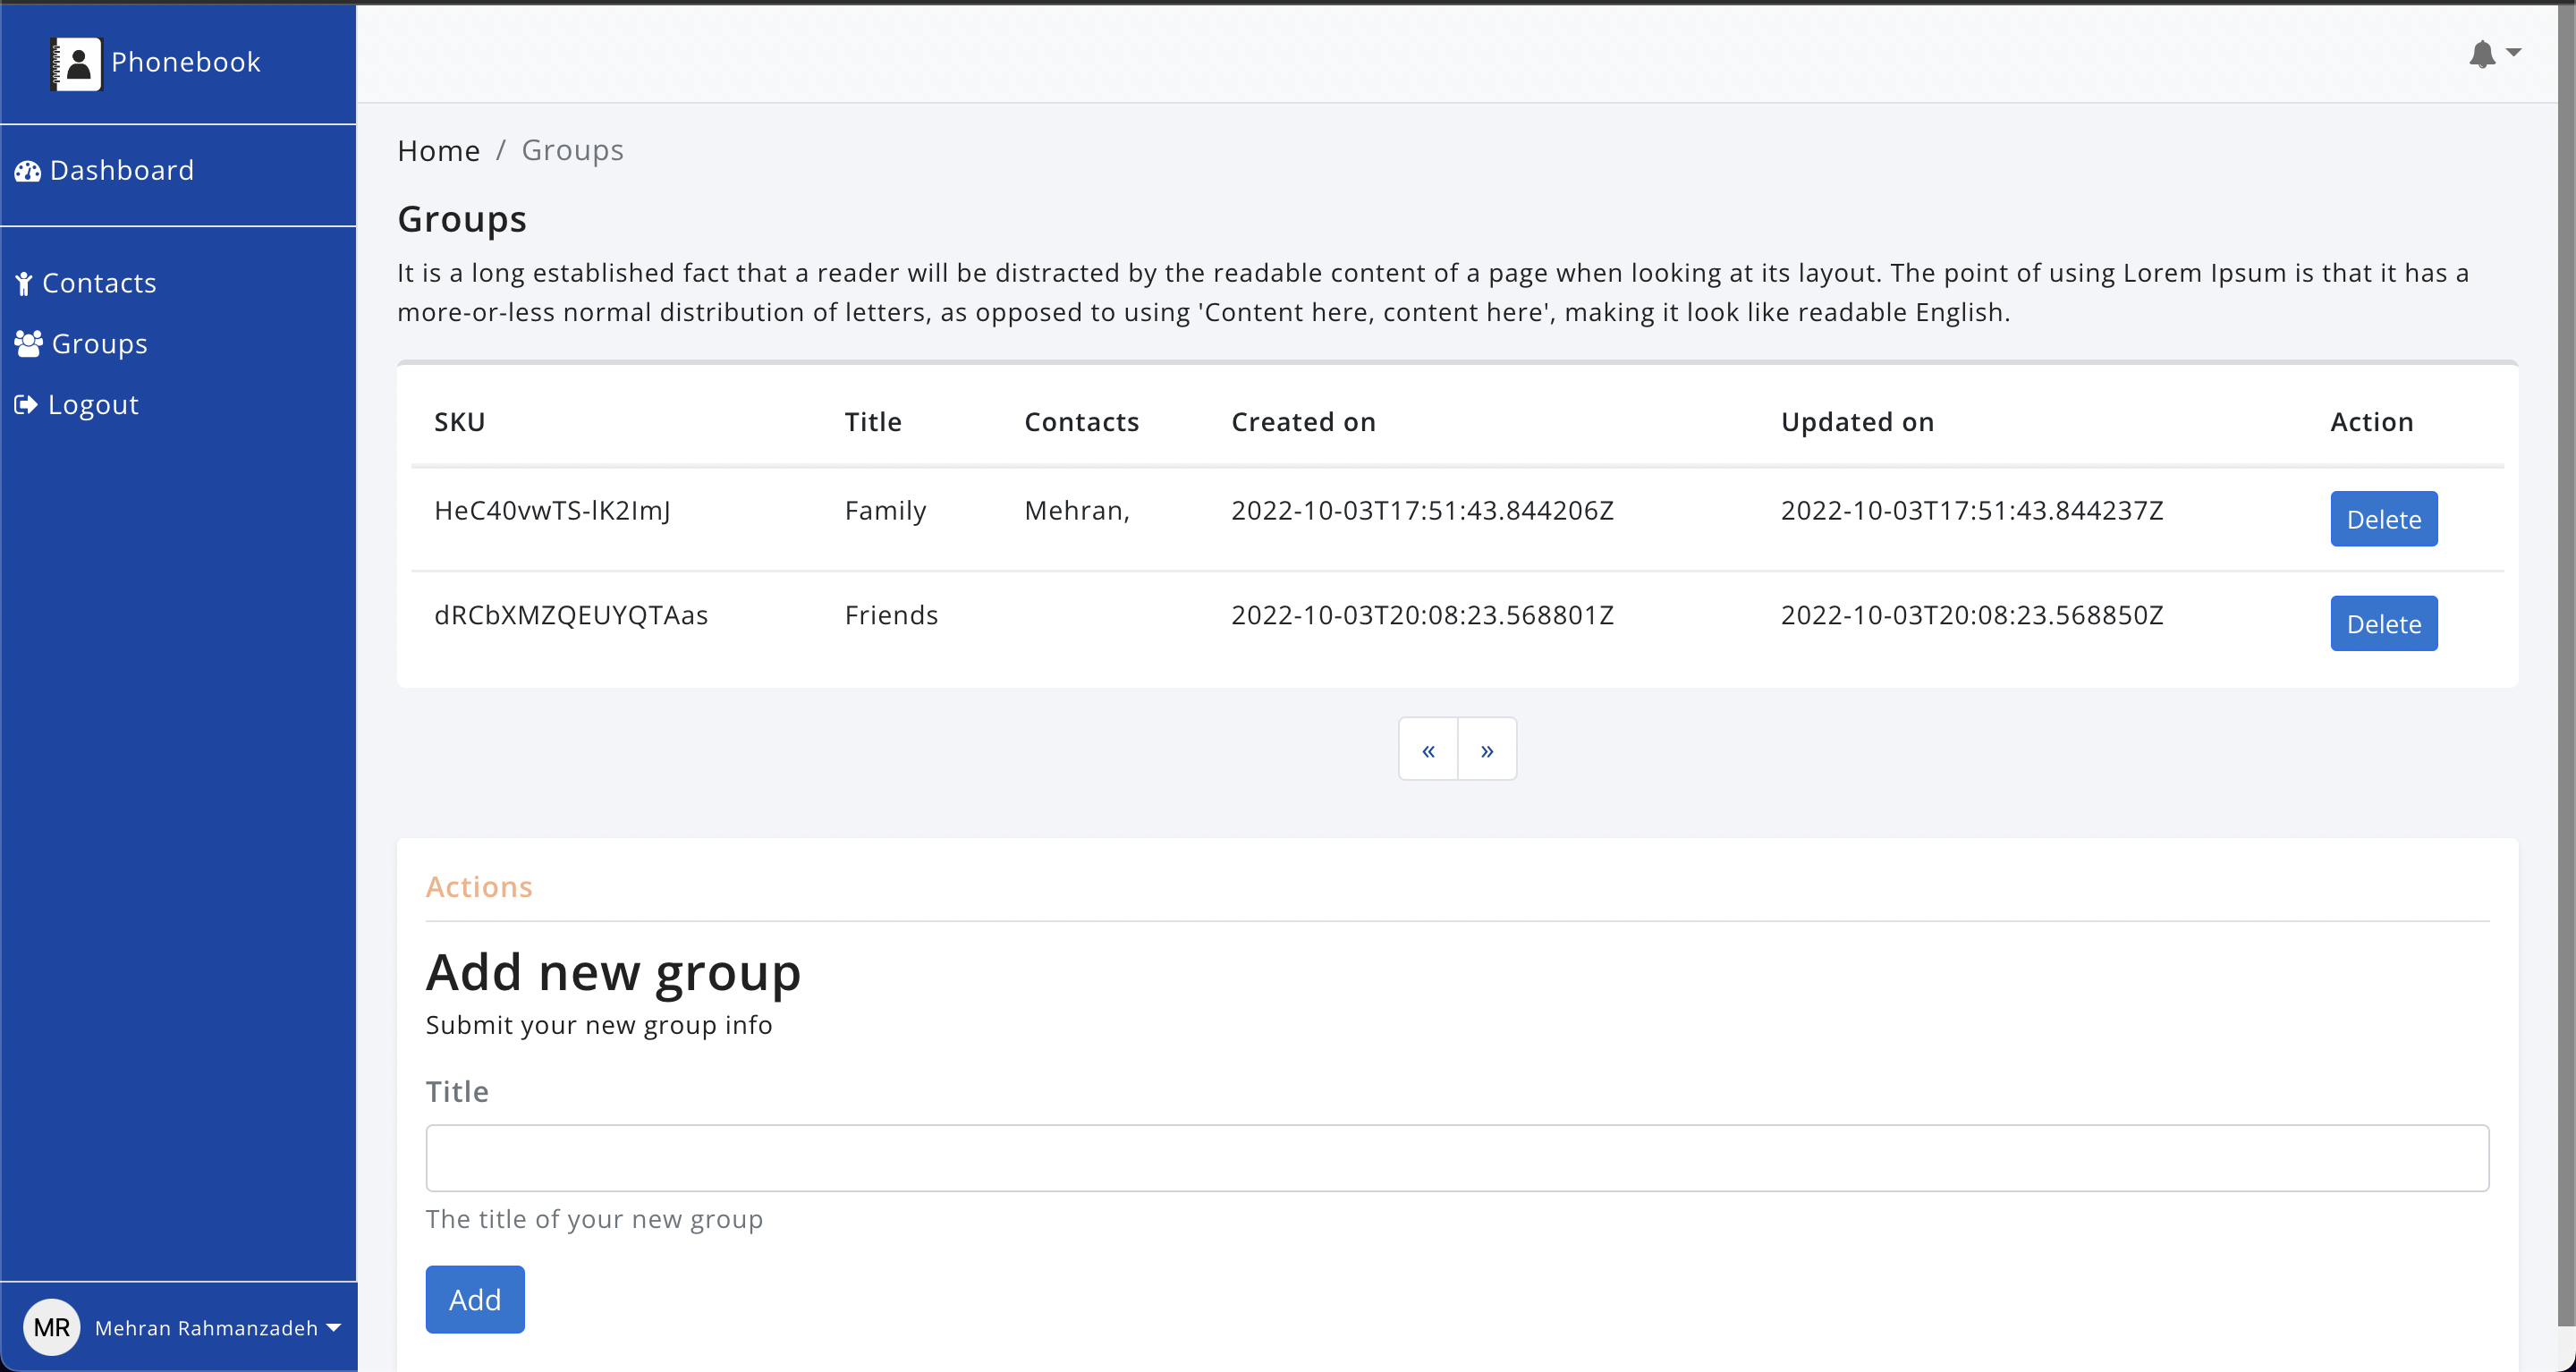 Phonebook
Dashboard
Contacts
Groups
Logout
MR Mehran Rahmanzadeh
Home / Groups
Groups
It is a long established fact that a reader will be distracted by the readable content of a page when looking at its layout. The point of using Lorem Ipsum is that it has a
more-or-less normal distribution of letters, as opposed to using 'Content here, content here', making it look like readable English.
SKU Title Contacts Created on Updated on Action
HeC40vwTS-lK2ImJ Family Mehran, 2022-10-03T17:51:43.844206Z 2022-10-03T17:51:43.844237Z Delete
dRCbXMZQEUYQTAas Friends 2022-10-03T20:08:23.568801Z 2022-10-03T20:08:23.568850Z Delete
« »
Actions
Add new group
Submit your new group info
Title
The title of your new group
Add